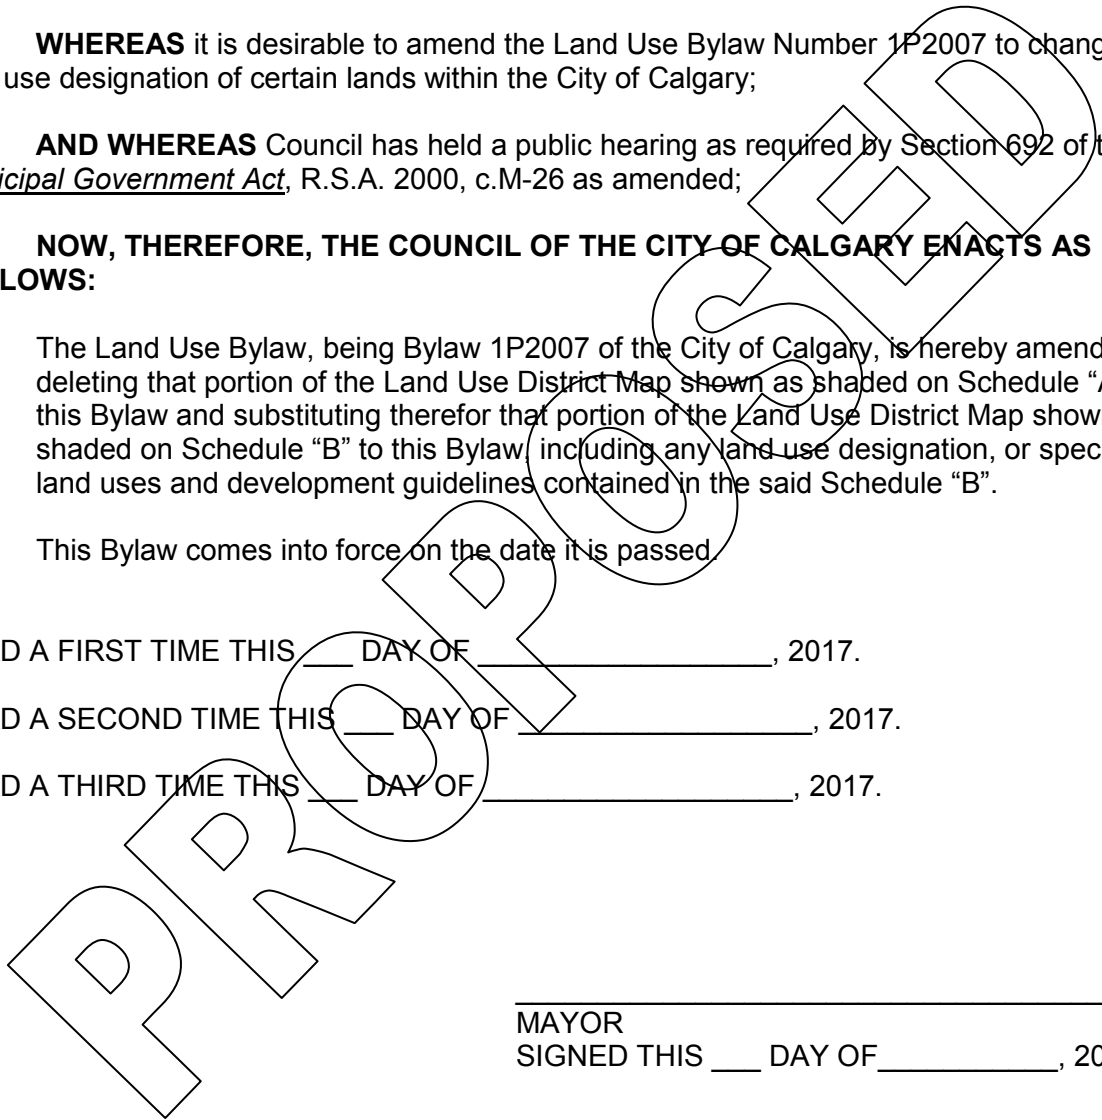 WHEREAS it is desirable to amend the Land Use Bylaw Number 1P2007 to chang
use designation of certain lands within the City of Calgary;
AND WHEREAS Council has held a public hearing as required by Section 692 of t
icipal Government Act, R.S.A. 2000, c.M-26 as amended;
NOW, THEREFORE, THE COUNCIL OF THE CITY OF CALGARY ENACTS AS
LOWS:
The Land Use Bylaw, being Bylaw 1P2007 of the City of Calgary, is hereby amend
deleting that portion of the Land Use District Map shown as shaded on Schedule “A
this Bylaw and substituting therefor that portion of the Land Use District Map show
shaded on Schedule “B” to this Bylaw, including any land use designation, or spec
land uses and development guidelines contained in the said Schedule “B”.
This Bylaw comes into force on the date it is passed.
D A FIRST TIME THIS ___ DAY OF __________________, 2017.
D A SECOND TIME THIS ___ DAY OF __________________, 2017.
D A THIRD TIME THIS ___ DAY OF ___________________, 2017.
MAYOR
SIGNED THIS ___ DAY OF___________, 20
PROPOSED